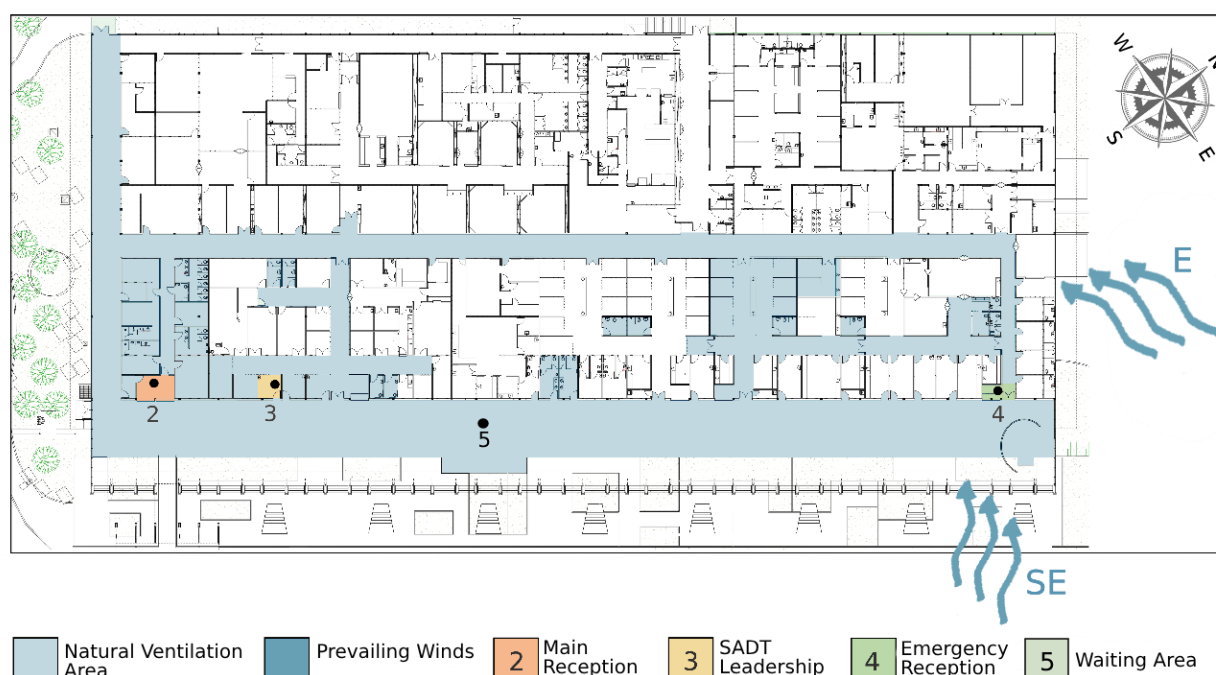 W
N
S
E
E
2
3
4
5
SE
Natural Ventilation
Area
Prevailing Winds
2
Main
Reception
3
SADT
Leadership
4
Emergency
Reception
5
Waiting Area